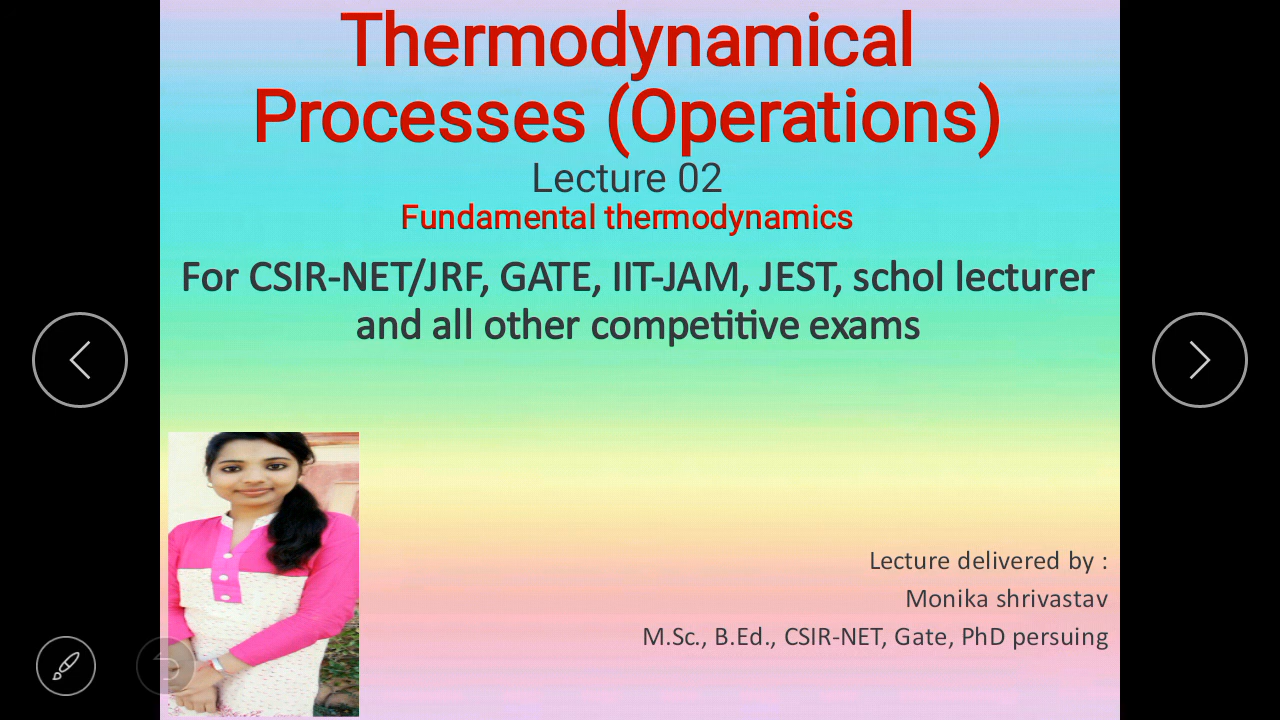 Thermodynamical
Processes (Operations)
Lecture 02
Fundamental thermodynamics
For CSIR-NET/JRF, GATE, IIT-JAM, JEST, schol lecturer
and all other competitive exams
Lecture delivered by :
Monika shrivastav
M.Sc., B.Ed., CSIR-NET, Gate, PhD persuing